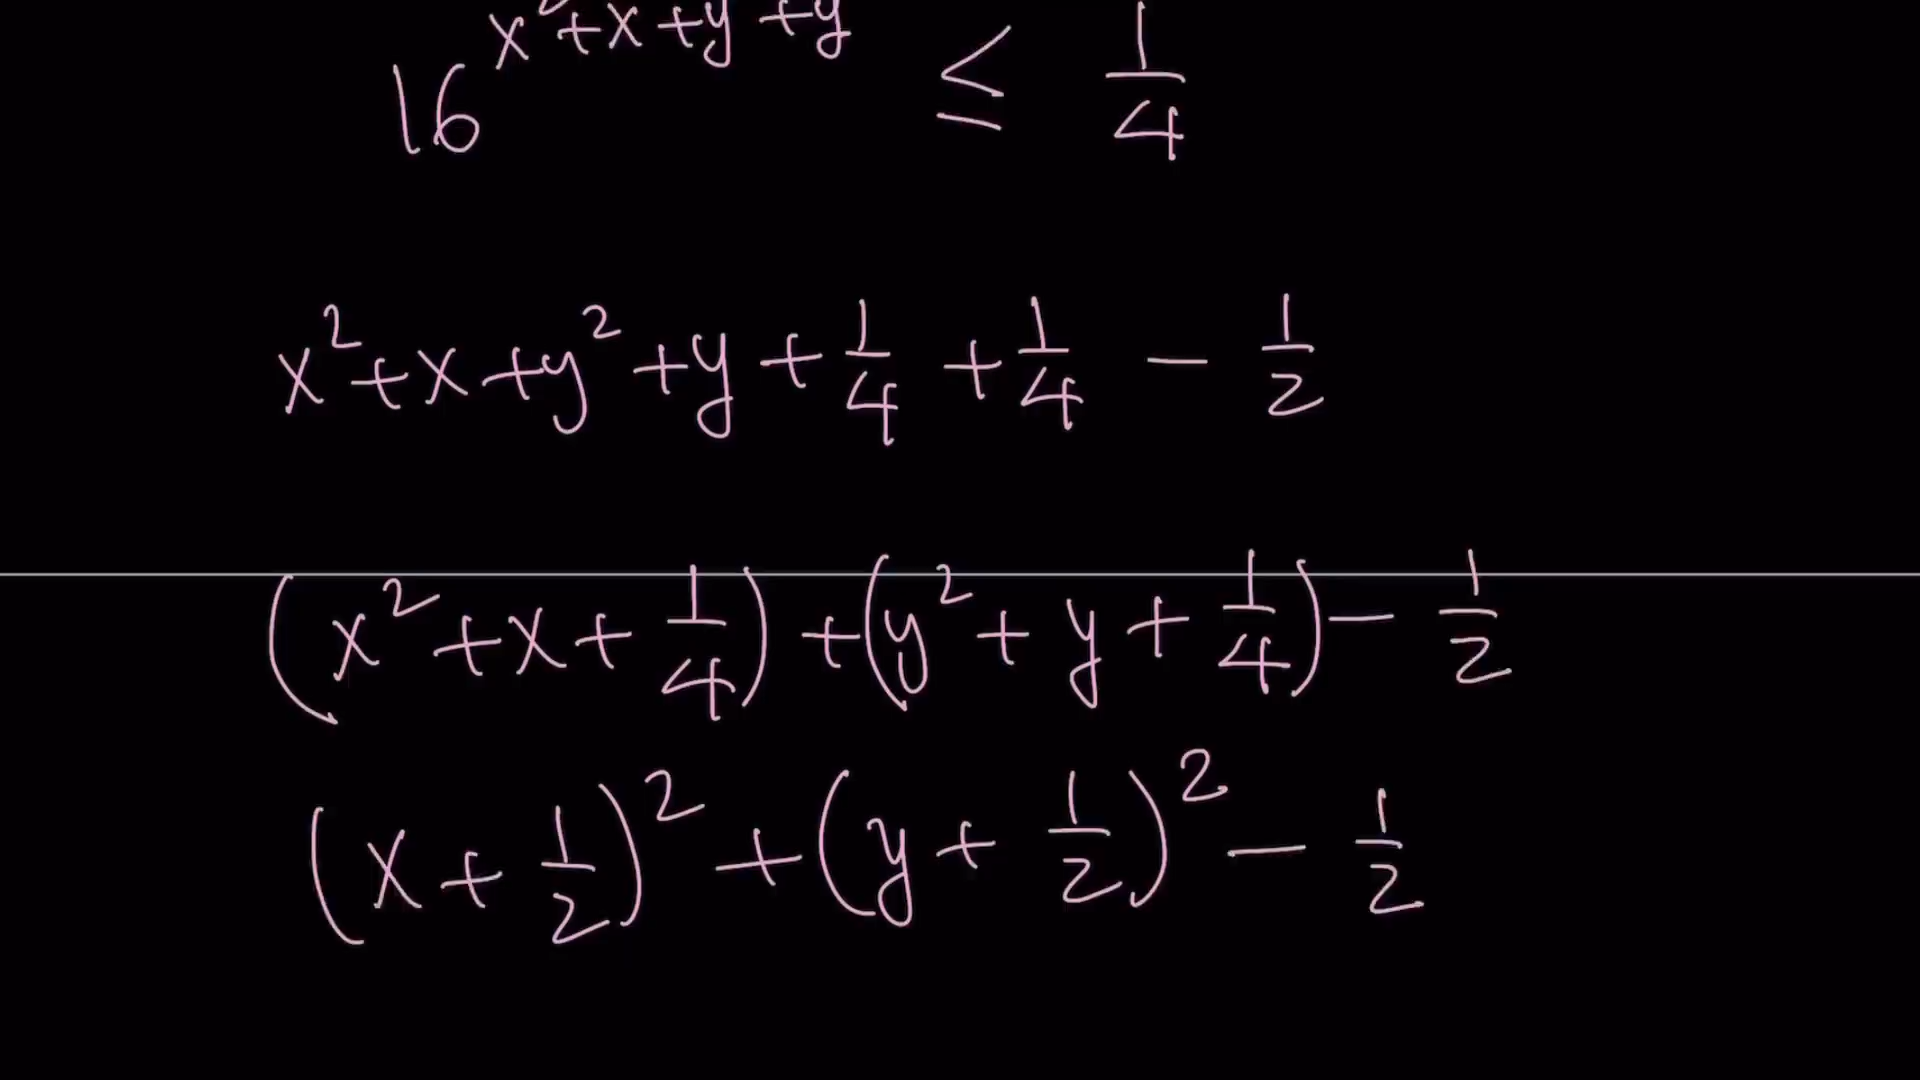 16^(x²+x+y+y) ≤ 1/4
x²+x+y²+y+1/4+1/4-1/2
(x²+x+1/4)+(y²+y+1/4)-1/2
(x+1/2)²+(y+1/2)²-1/2